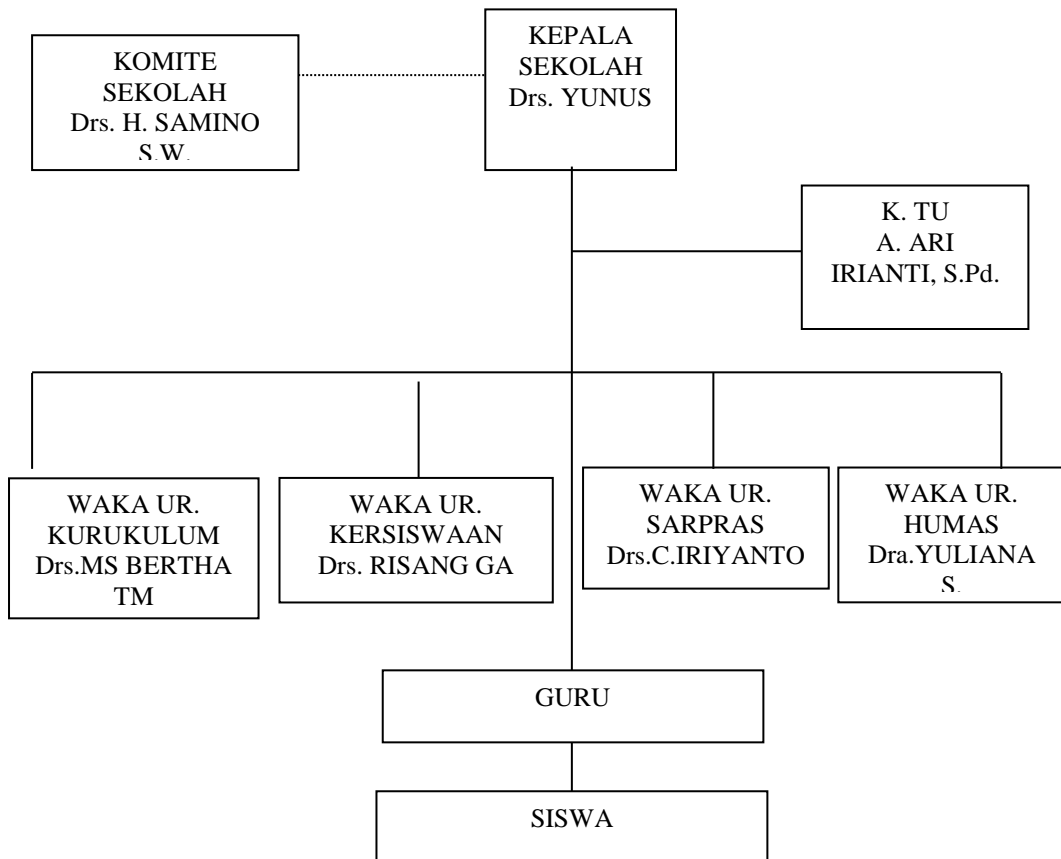 KOMITE
SEKOLAH
Drs. H. SAMINO
S.W.
KEPALA
SEKOLAH
Drs. YUNUS
K. TU
A. ARI
IRIANTI, S.Pd.
WAKA UR.
KURUKULUM
Drs.MS BERTHA
TM
WAKA UR.
KERSISWAAN
Drs. RISANG GA
WAKA UR.
SARPRAS
Drs.C.IRIYANTO
WAKA UR.
HUMAS
Dra.YULIANA
S.
GURU
SISWA